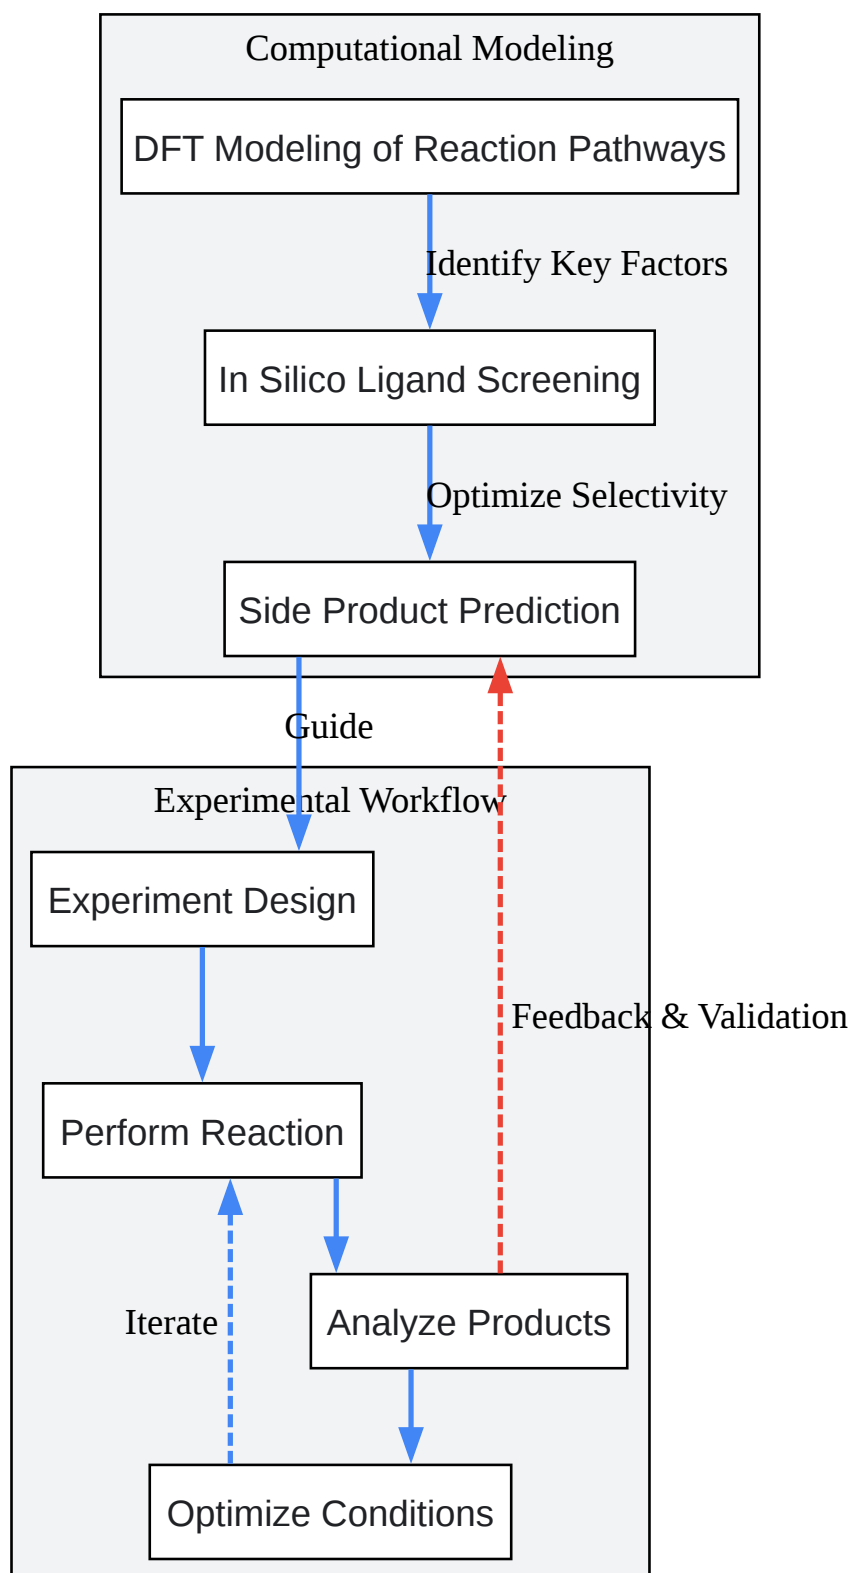 Computational Modeling
DFT Modeling of Reaction Pathways
Identify Key Factors
In Silico Ligand Screening
Optimize Selectivity
Side Product Prediction
Guide
Experimental Workflow
Experiment Design
Feedback & Validation
Perform Reaction
Iterate
Analyze Products
Optimize Conditions